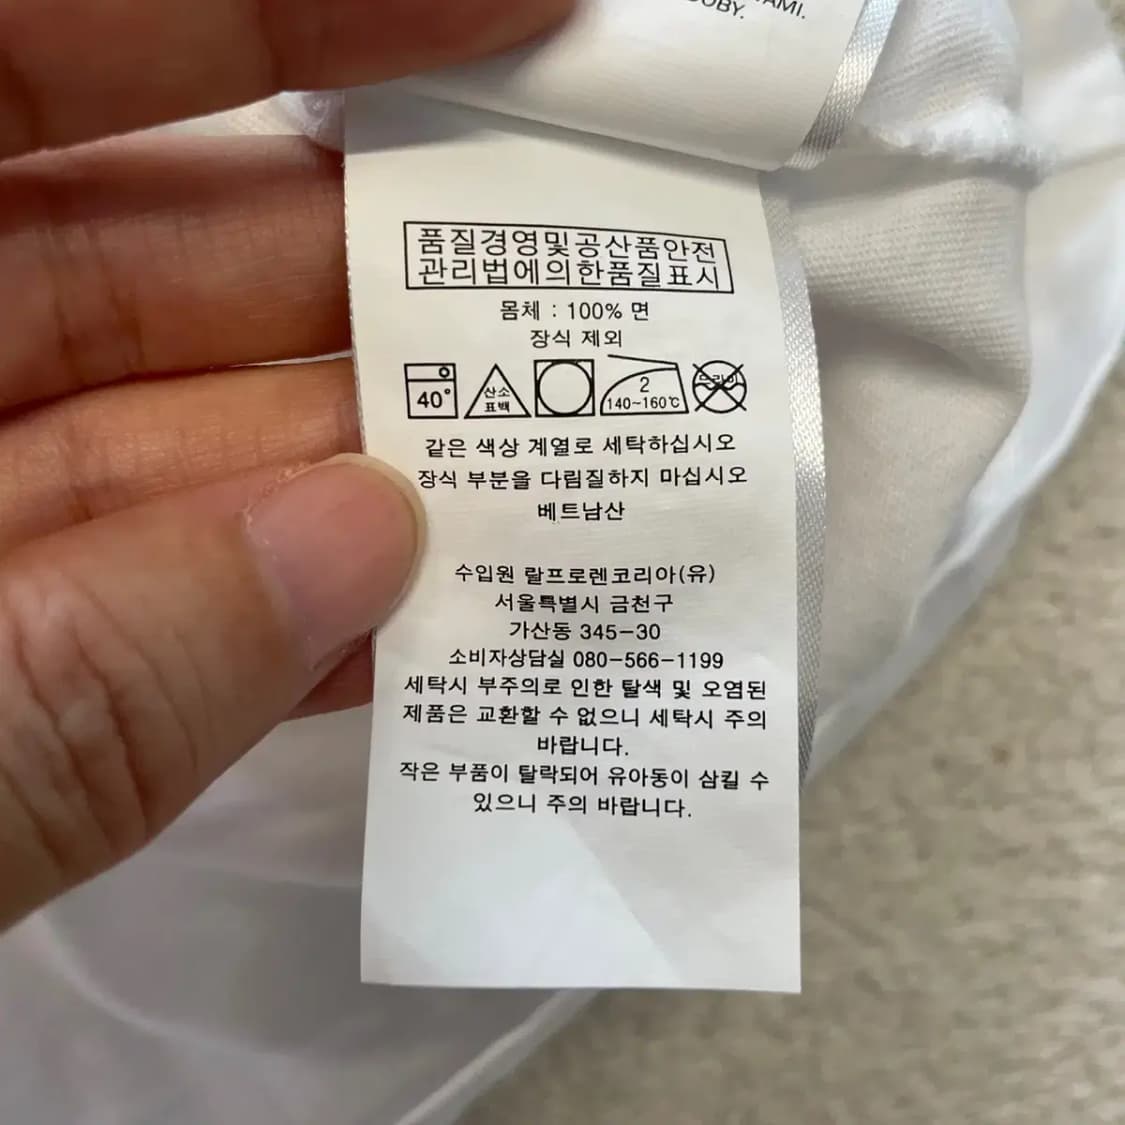 AMI.
OBY.
품질경영및공산품안전
관리법에의한품질표시
몸체 : 100% 면
장식 제외
40° 산소 표백 2 140~160℃ 드라이
같은 색상 계열로 세탁하십시오
장식 부분을 다림질하지 마십시오
베트남산
수입원 랄프로렌코리아(유)
서울특별시 금천구
가산동 345-30
소비자상담실 080-566-1199
세탁시 부주의로 인한 탈색 및 오염된
제품은 교환할 수 없으니 세탁시 주의
바랍니다.
작은 부품이 탈락되어 유아동이 삼킬 수
있으니 주의 바랍니다.